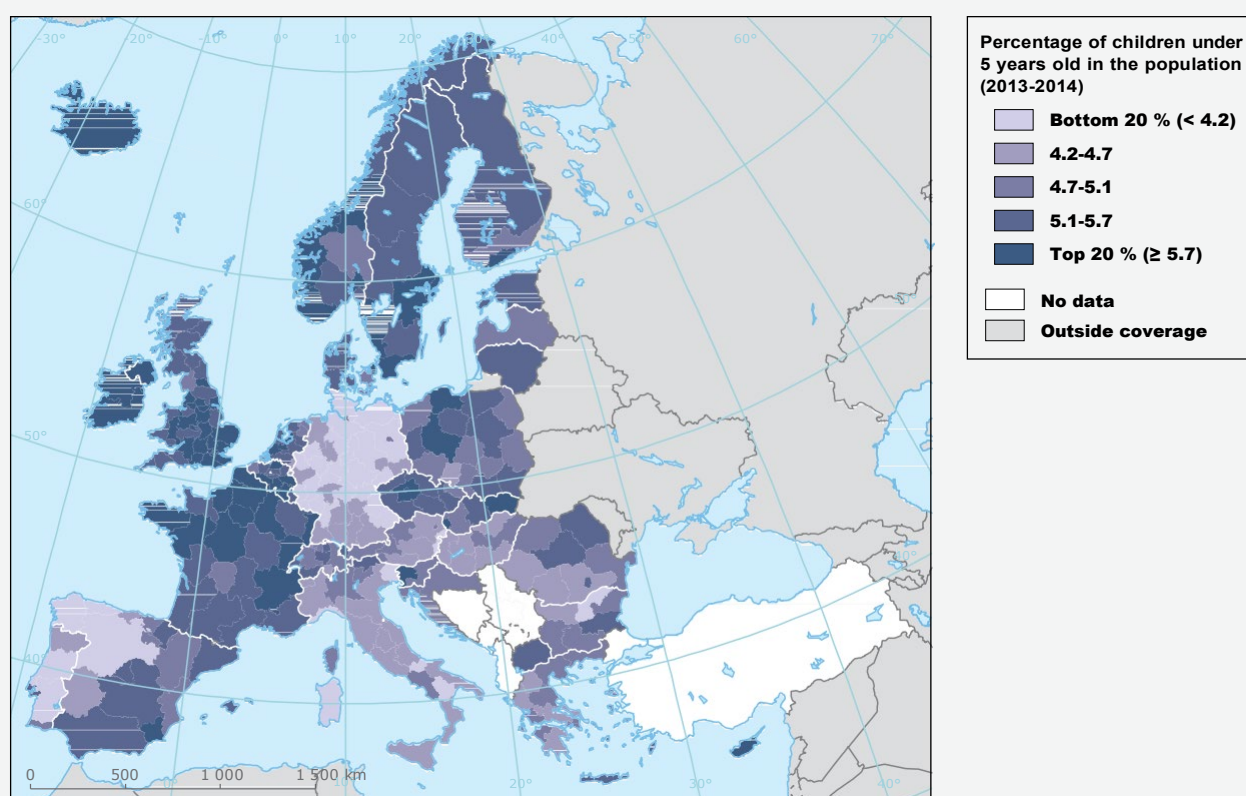 -30° -20° -10° 0° 10° 20° 30° 40° 50° 60° 70°
60°
50°
50°
40°
40°
0 500 1 000 1 500 km
0° 10° 20° 30° 40°
Percentage of children under
5 years old in the population
(2013-2014)
Bottom 20 % (< 4.2)
4.2-4.7
4.7-5.1
5.1-5.7
Top 20 % (≥ 5.7)
No data
Outside coverage